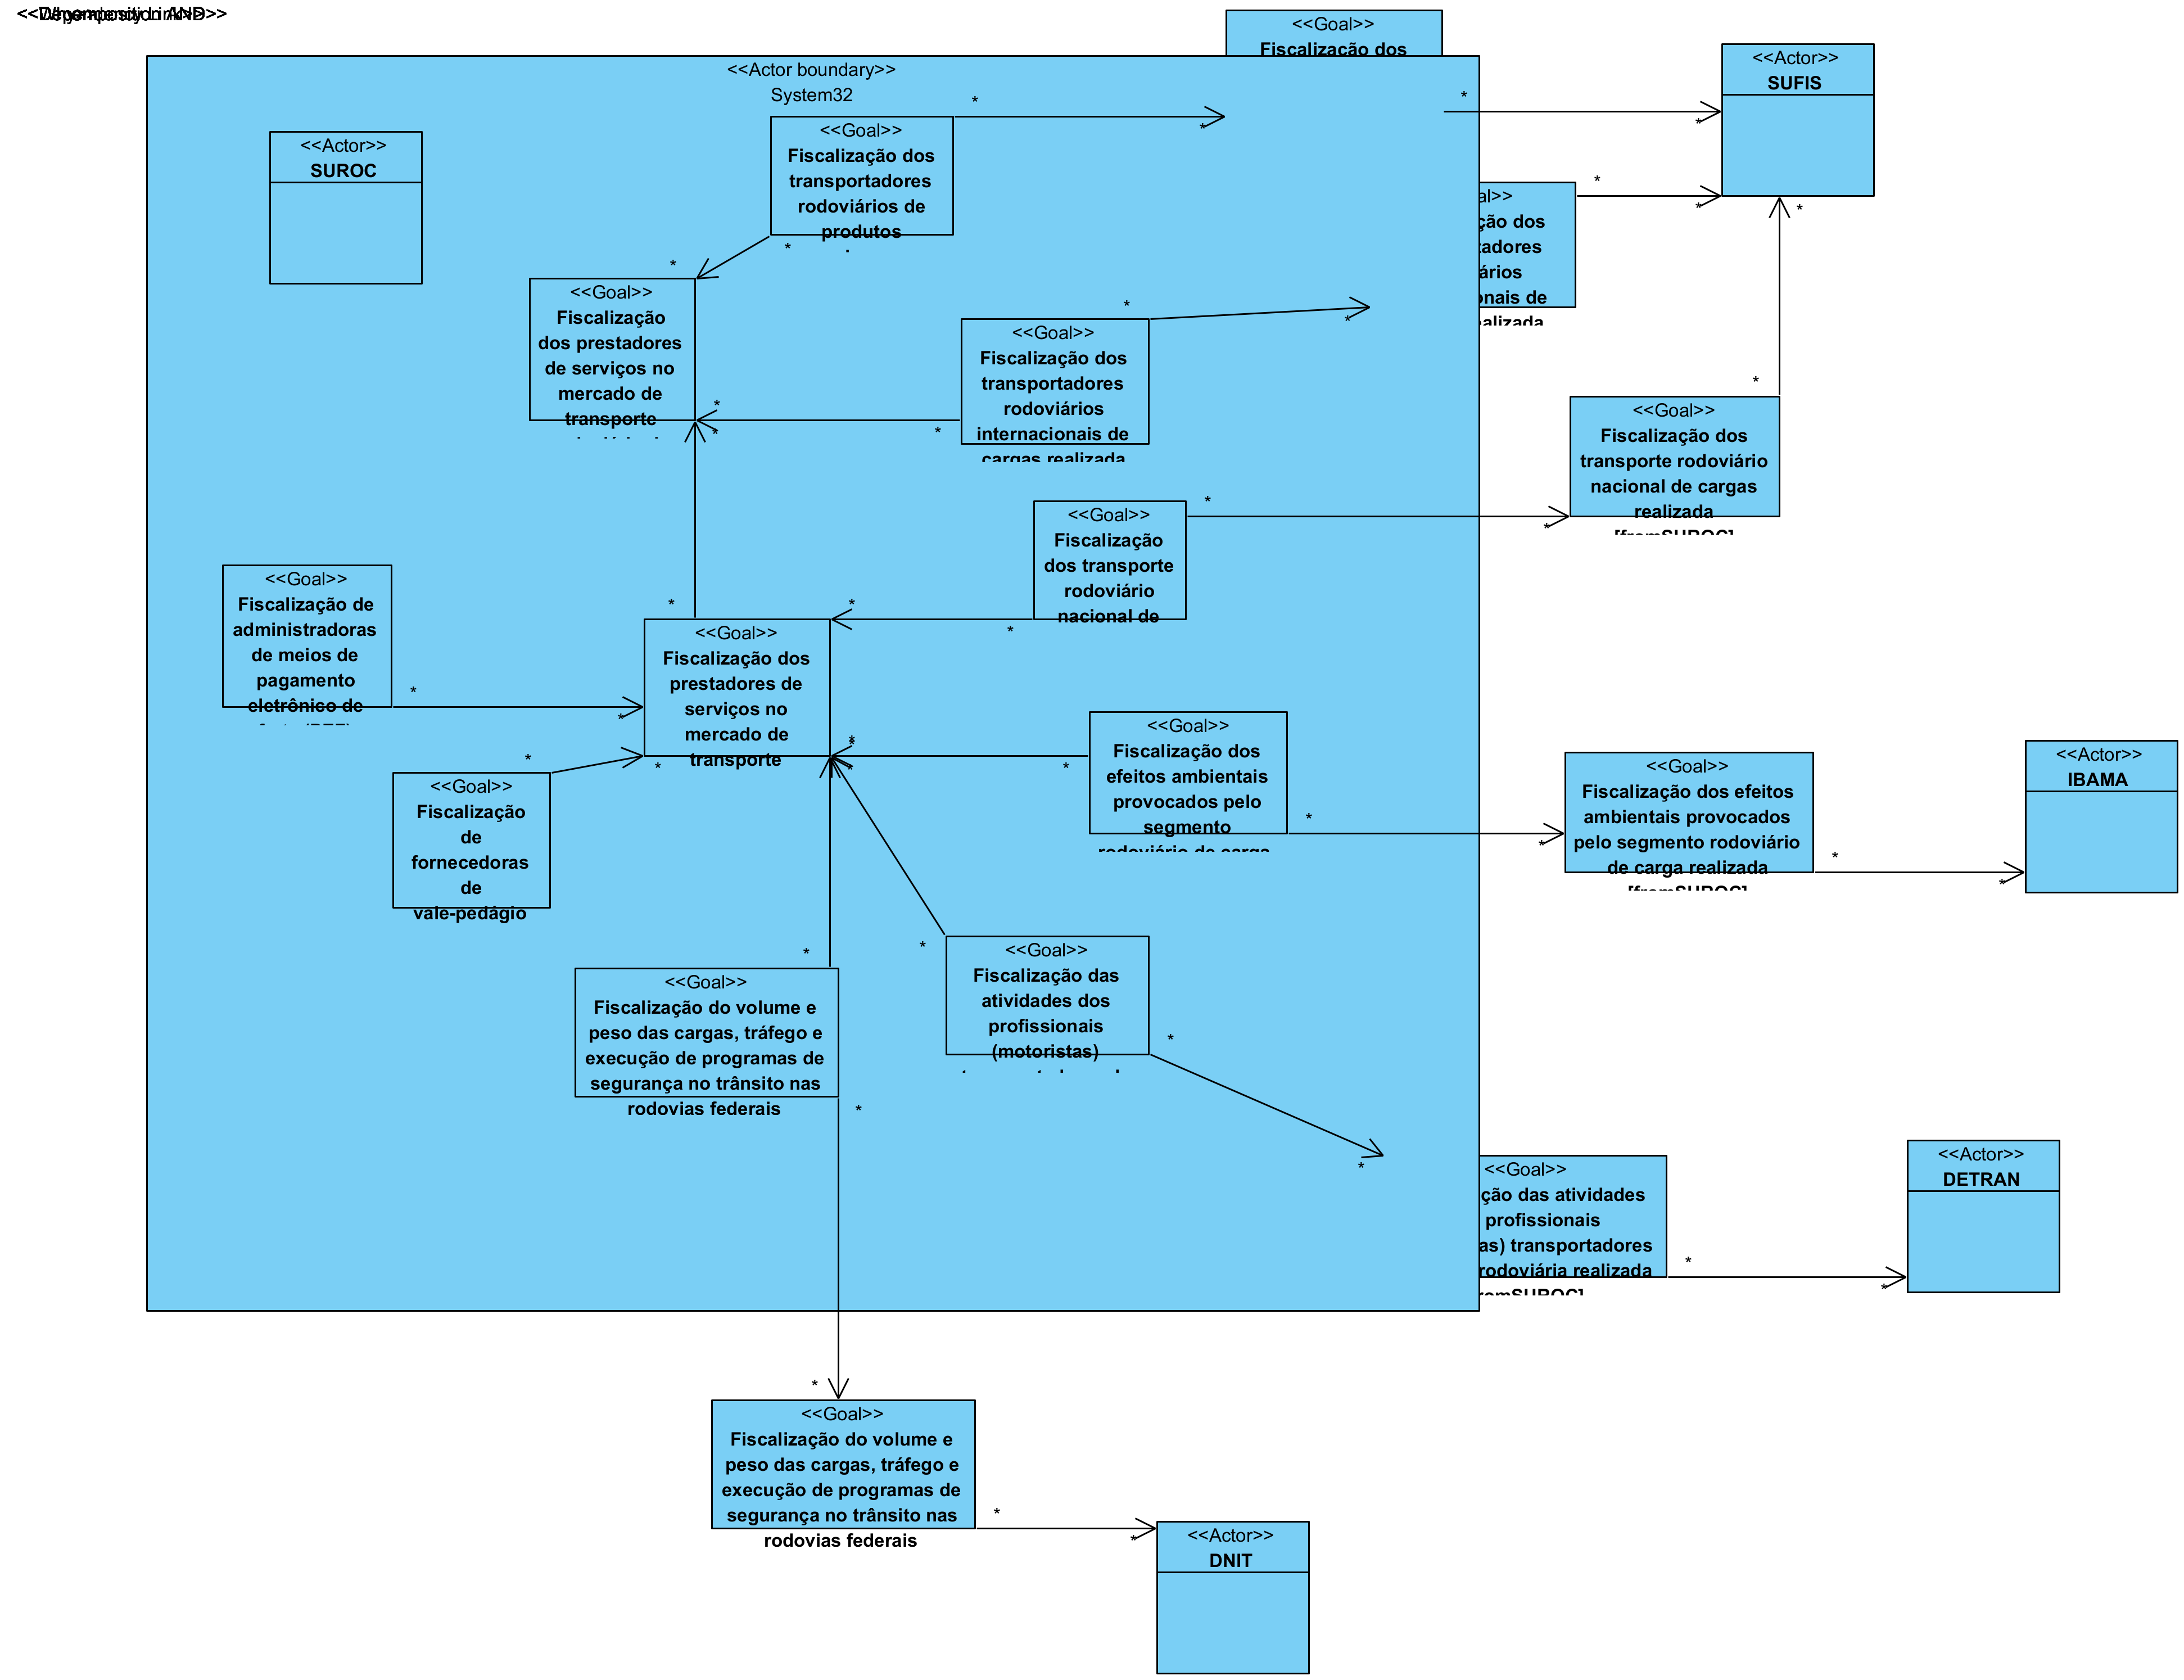 <<Goal>>
Fiscalização dos
<<Actor boundary>>
System32
<<Actor>>
SUFIS
<<Actor>>
SUROC
<<Goal>>
Fiscalização dos
transportadores
rodoviários de
produtos
<<Goal>>
Fiscalização
dos prestadores
de serviços no
mercado de
transporte
<<Goal>>
Fiscalização dos
transportadores
rodoviários
internacionais de
cargas realizada
al>>
ção dos
tadores
ários
onais de
ealizada
<<Goal>>
Fiscalização dos
transporte rodoviário
nacional de cargas
realizada
[fromSUROC]
<<Goal>>
Fiscalização
dos transporte
rodoviário
nacional de
<<Goal>>
Fiscalização de
administradoras
de meios de
pagamento
eletrônico de
<<Goal>>
Fiscalização dos
prestadores de
serviços no
mercado de
transporte
<<Goal>>
Fiscalização
de
fornecedoras
de
vale-pedágio
<<Goal>>
Fiscalização dos
efeitos ambientais
provocados pelo
segmento
rodoviário de carga
<<Goal>>
Fiscalização dos efeitos
ambientais provocados
pelo segmento rodoviário
de carga realizada
[fromSUROC]
<<Actor>>
IBAMA
<<Goal>>
Fiscalização do volume e
peso das cargas, tráfego e
execução de programas de
segurança no trânsito nas
rodovias federais
<<Goal>>
Fiscalização das
atividades dos
profissionais
(motoristas)
<<Goal>>
ção das atividades
profissionais
as) transportadores
rodoviária realizada
romSUROC]
<<Actor>>
DETRAN
<<Goal>>
Fiscalização do volume e
peso das cargas, tráfego e
execução de programas de
segurança no trânsito nas
rodovias federais
<<Actor>>
DNIT